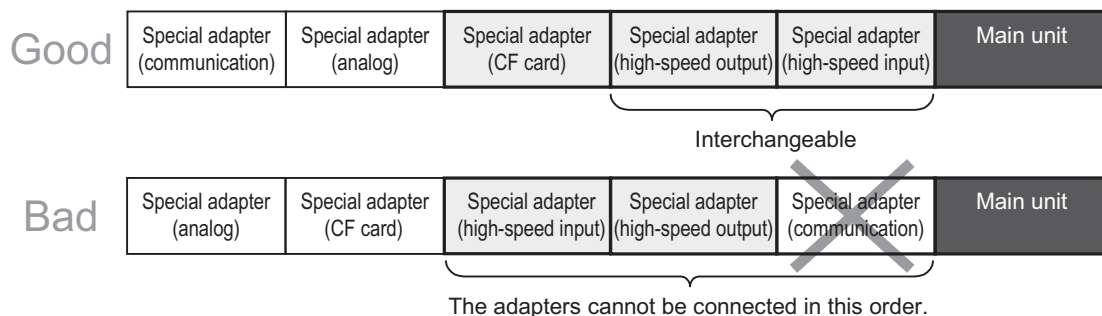 Good
Special adapter
(communication)
Special adapter
(analog)
Special adapter
(CF card)
Special adapter
(high-speed output)
Special adapter
(high-speed input)
Main unit
Interchangeable
Bad
Special adapter
(analog)
Special adapter
(CF card)
Special adapter
(high-speed input)
Special adapter
(high-speed output)
Special adapter
(communication)
Main unit
The adapters cannot be connected in this order.